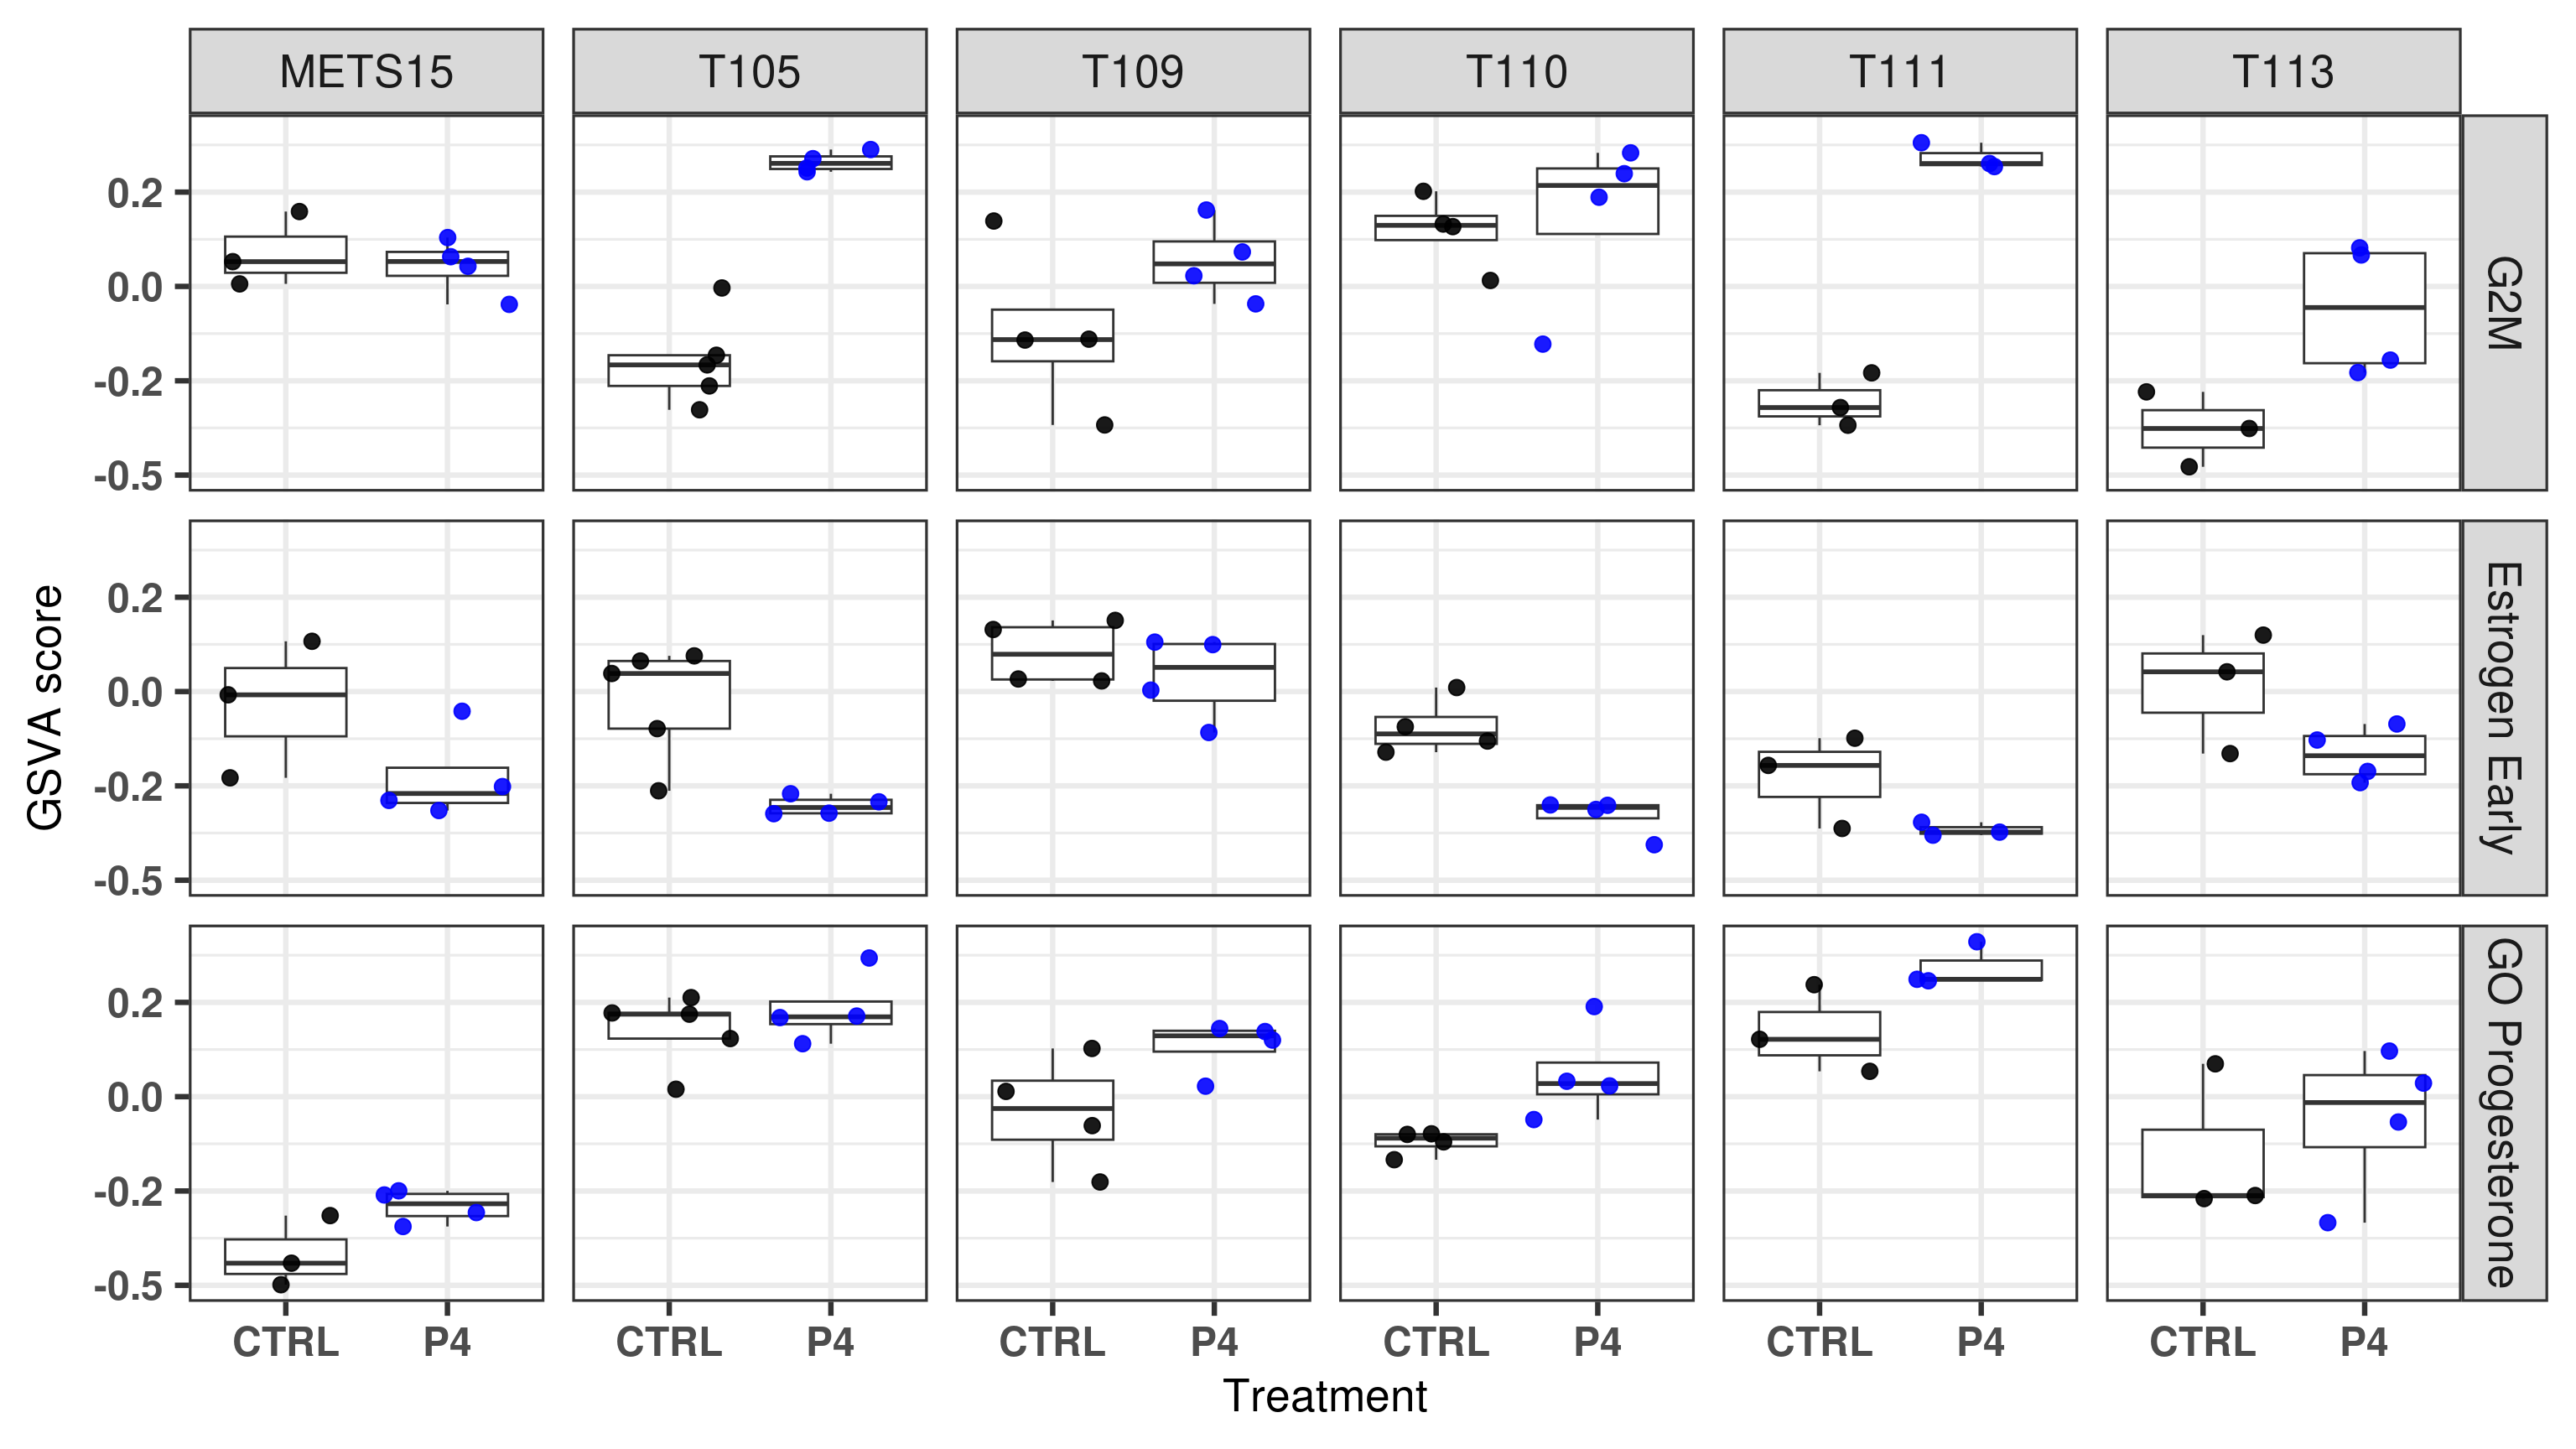 METS15 T105 T109 T110 T111 T113
0.2
0.0
-0.2
-0.5
G2M
GSVA score
0.2
0.0
-0.2
-0.5
Estrogen Early
0.2
0.0
-0.2
-0.5
GO Progesterone
CTRL P4 CTRL P4 CTRL P4 CTRL P4 CTRL P4 CTRL P4
Treatment